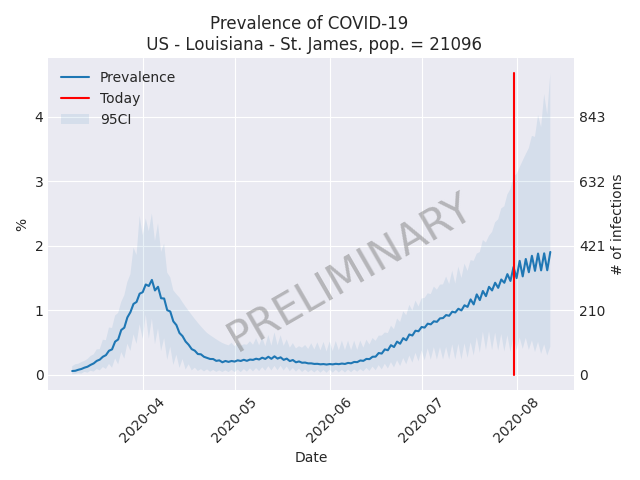 Prevalence of COVID-19
US - Louisiana - St. James, pop. = 21096
Prevalence
Today
95CI
PRELIMINARY
%
4
3
2
1
0
843
632
421
210
0
# of infections
2020-04
2020-05
2020-06
2020-07
2020-08
Date